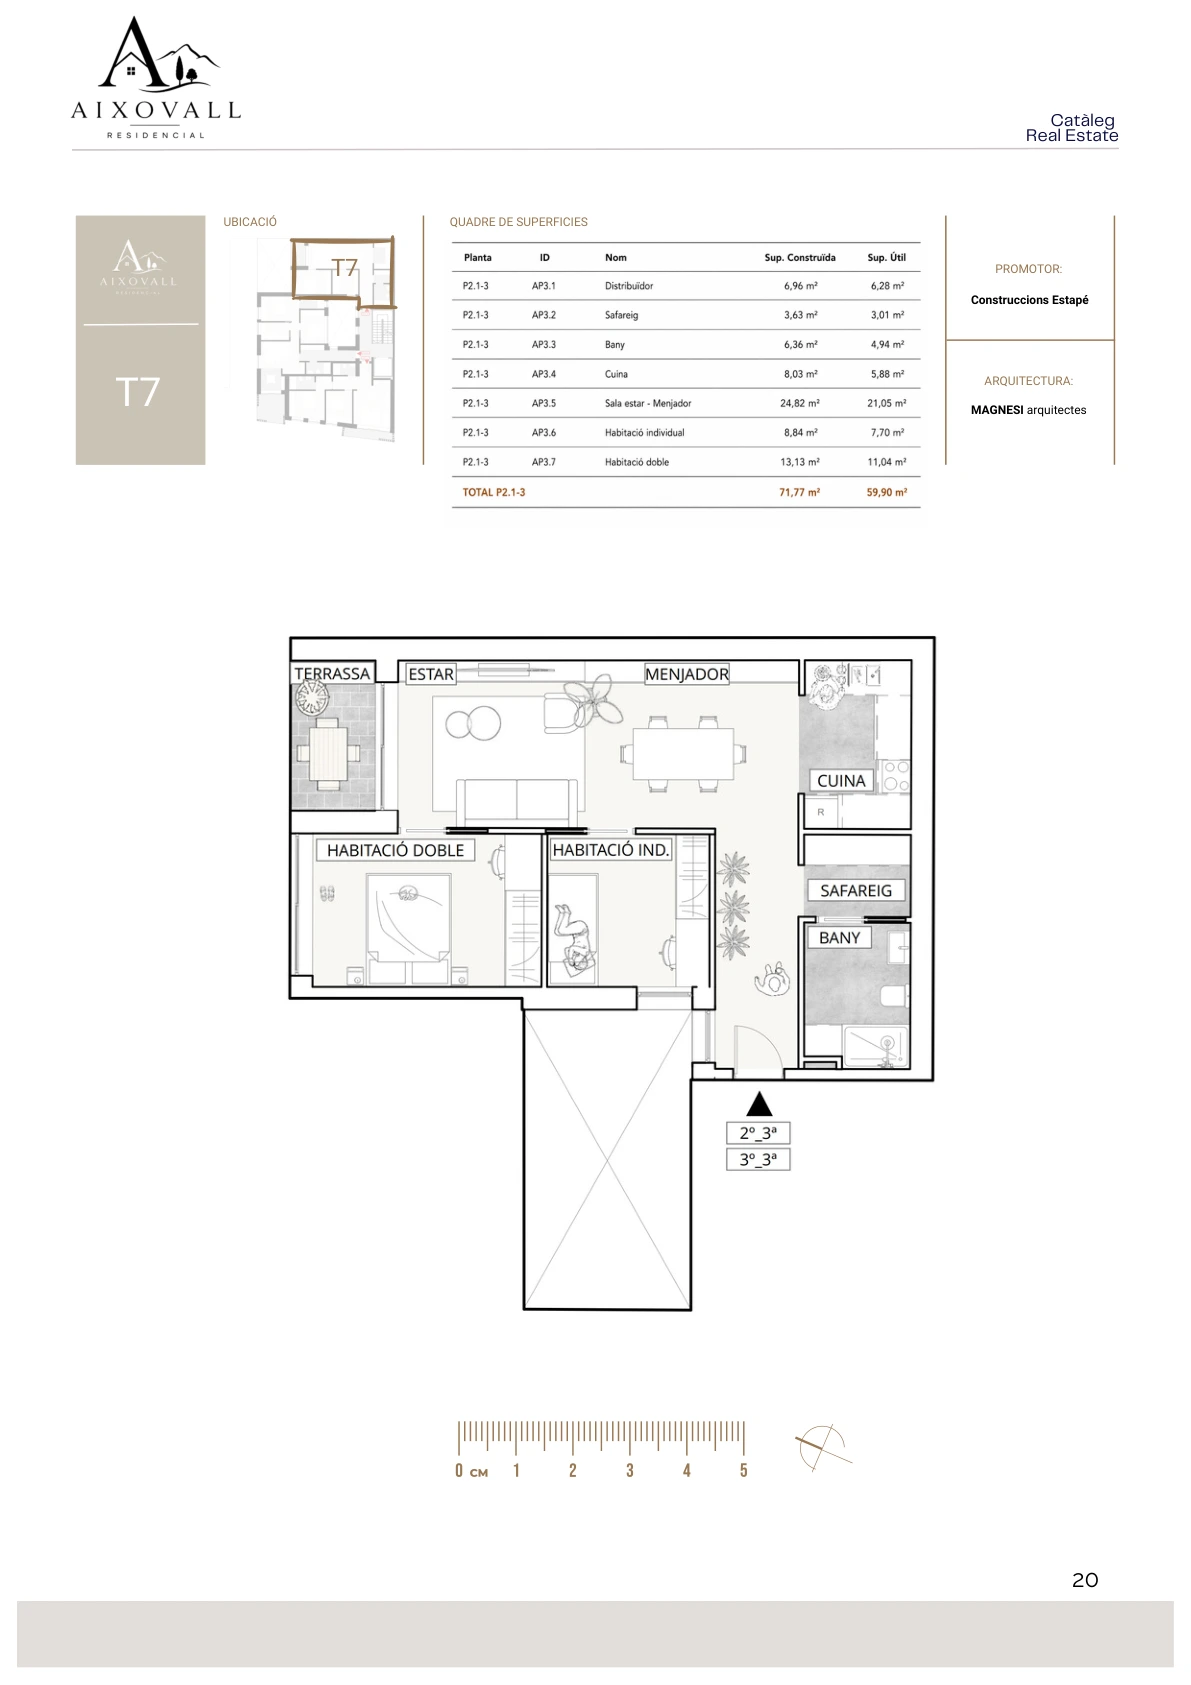 A
AIXOVALL
RESIDENCIAL
Catàleg
Real Estate
AIXOVALL
RESIDENCIAL
T7
UBICACIÓ
T7
QUADRE DE SUPERFICIES
Planta ID Nom Sup. Construïda Sup. Útil
P2.1-3 AP3.1 Distribuïdor 6,96 m² 6,28 m²
P2.1-3 AP3.2 Safareig 3,63 m² 3,01 m²
P2.1-3 AP3.3 Bany 6,36 m² 4,94 m²
P2.1-3 AP3.4 Cuina 8,03 m² 5,88 m²
P2.1-3 AP3.5 Sala estar - Menjador 24,82 m² 21,05 m²
P2.1-3 AP3.6 Habitació individual 8,84 m² 7,70 m²
P2.1-3 AP3.7 Habitació doble 13,13 m² 11,04 m²
TOTAL P2.1-3 71,77 m² 59,90 m²
PROMOTOR:
Construccions Estapé
ARQUITECTURA:
MAGNESI arquitectes
TERRASSA ESTAR MENJADOR
CUINA
R
HABITACIÓ DOBLE HABITACIÓ IND.
SAFAREIG
BANY
2º_3ª
3º_3ª
0 CM 1 2 3 4 5
20